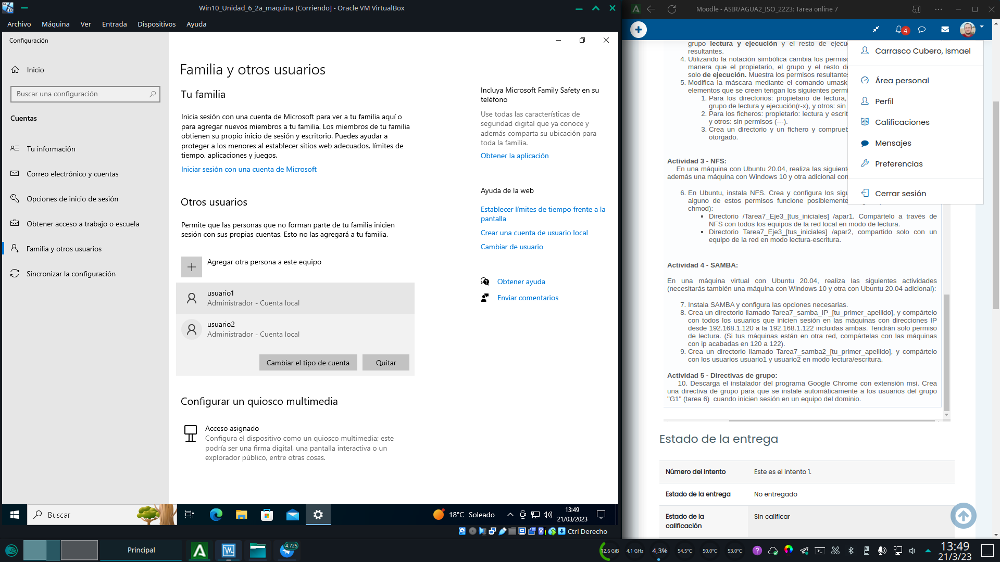 Win10_Unidad_6_2a_maquina [Corriendo] - Oracle VM VirtualBox
Archivo Máquina Ver Entrada Dispositivos Ayuda
Configuración
Inicio
Buscar una configuración
Cuentas
Tu información
Correo electrónico y cuentas
Opciones de inicio de sesión
Obtener acceso a trabajo o escuela
Familia y otros usuarios
Sincronizar la configuración
Familia y otros usuarios
Tu familia
Inicia sesión con una cuenta de Microsoft para ver a tu familia aquí o
para agregar nuevos miembros a tu familia. Los miembros de tu familia
obtienen su propio inicio de sesión y escritorio. Puedes ayudar a
proteger a los menores al establecer sitios web adecuados, límites de
tiempo, aplicaciones y juegos.
Iniciar sesión con una cuenta de Microsoft
Otros usuarios
Permite que las personas que no forman parte de tu familia inicien
sesión con sus propias cuentas. Esto no las agregará a tu familia.
Agregar otra persona a este equipo
usuario1
Administrador - Cuenta local
usuario2
Administrador - Cuenta local
Cambiar el tipo de cuenta
Quitar
Configurar un quiosco multimedia
Acceso asignado
Configura el dispositivo como un quiosco multimedia; este
podría ser una firma digital, una pantalla interactiva o un
explorador público, entre otras cosas.
Incluya Microsoft Family Safety en su
teléfono
Use todas las características de
seguridad digital que ya conoce y
además comparta su ubicación para
toda la familia.
Obtener la aplicación
Ayuda de la web
Establecer límites de tiempo frente a la
pantalla
Crear una cuenta de usuario local
Cambiar de usuario
Obtener ayuda
Enviar comentarios
Buscar
18°C Soleado
13:49
21/03/2023
Ctrl Derecho
Moodle - ASIR/AGUA2_ISO_2223: Tarea online 7
4
Carrasco Cubero, Ismael
Área personal
Perfil
Calificaciones
Mensajes
Preferencias
Cerrar sesión
grupo lectura y ejecución y el resto de ejecu
resultantes.
4. Utilizando la notación simbólica cambia los permiso
manera que el propietario, el grupo y el resto de
solo de ejecución. Muestra los permisos resultante
5. Modifica la máscara mediante el comando umask
elementos que se creen tengan los siguientes permi
1. Para los directorios: propietario de lectura,
grupo de lectura y ejecución(r-x), y otros: sin
2. Para los ficheros: propietario: lectura y escrit
y otros: sin permisos (---).
3. Crea un directorio y un fichero y comprueb
otorgado.
Actividad 3 - NFS:
En una máquina con Ubuntu 20.04, realiza las siguiente
además una máquina con Windows 10 y otra adicional con
6. En Ubuntu, instala NFS. Crea y configura los sigu
alguno de estos permisos funcione posiblemente
chmod):
Directorio /Tarea7_Eje3_[tus_iniciales] /apar1. Compártelo a través de
NFS con todos los equipos de la red local en modo de lectura.
Directorio Tarea7_Eje3_[tus_iniciales] /apar2, compartido solo con un
equipo de la red en modo lectura-escritura.
Actividad 4 - SAMBA:
En una máquina virtual con Ubuntu 20.04, realiza las siguientes actividades
(necesitarás también una máquina con Windows 10 y otra con Ubuntu 20.04 adicional):
7. Instala SAMBA y configura las opciones necesarias.
8. Crea un directorio llamado Tarea7_samba_IP_[tu_primer_apellido], y compártelo
con todos los usuarios que inicien sesión en las máquinas con direcciones IP
desde 192.168.1.120 a la 192.168.1.122 incluidas ambas. Tendrán solo permiso
de lectura. (Si tus máquinas están en otra red, compártelas con las máquinas
con ip acabadas en 120 a 122).
9. Crea un directorio llamado Tarea7_samba2_[tu_primer_apellido], y compártelo
con los usuarios usuario1 y usuario2 en modo lectura/escritura.
Actividad 5 - Directivas de grupo:
10. Descarga el instalador del programa Google Chrome con extensión msi. Crea
una directiva de grupo para que se instale automáticamente a los usuarios del grupo
"G1" (tarea 6) cuando inicien sesión en un equipo del dominio.
Estado de la entrega
Número del intento Este es el intento 1.
Estado de la entrega No entregado
Estado de la calificación Sin calificar
Principal
4.725
12,6 GiB 4,1 GHz 4,3% 54,5°C 50,0°C 53,0°C
13:49
21/3/23